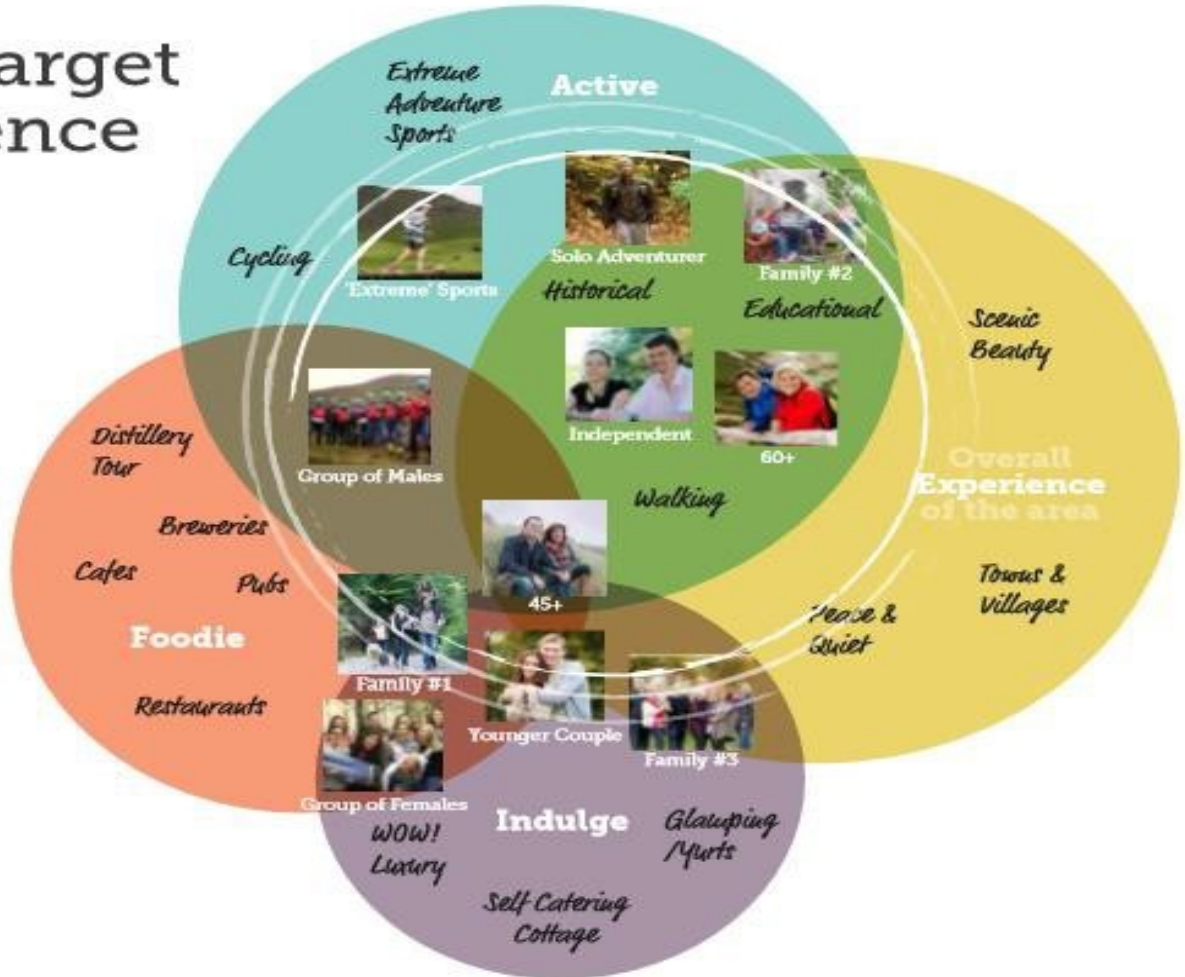 arget
ence
Extreme
Adventure
Sports
Active
Cycling
'Extreme' Sports
Solo Adventurer
Historical
Family #2
Educational
Scenic
Beauty
Distillery
Tour
Group of Males
Independent
60+
Overall
Experience
of the area
Walking
Breweries
Cafes
Pubs
45+
Towns &
Villages
Peace &
Quiet
Foodie
Family #1
Restaurants
Younger Couple
Family #3
Group of Females
Indulge
WOW!
Luxury
Glamping
/Yurts
Self Catering
Cottage